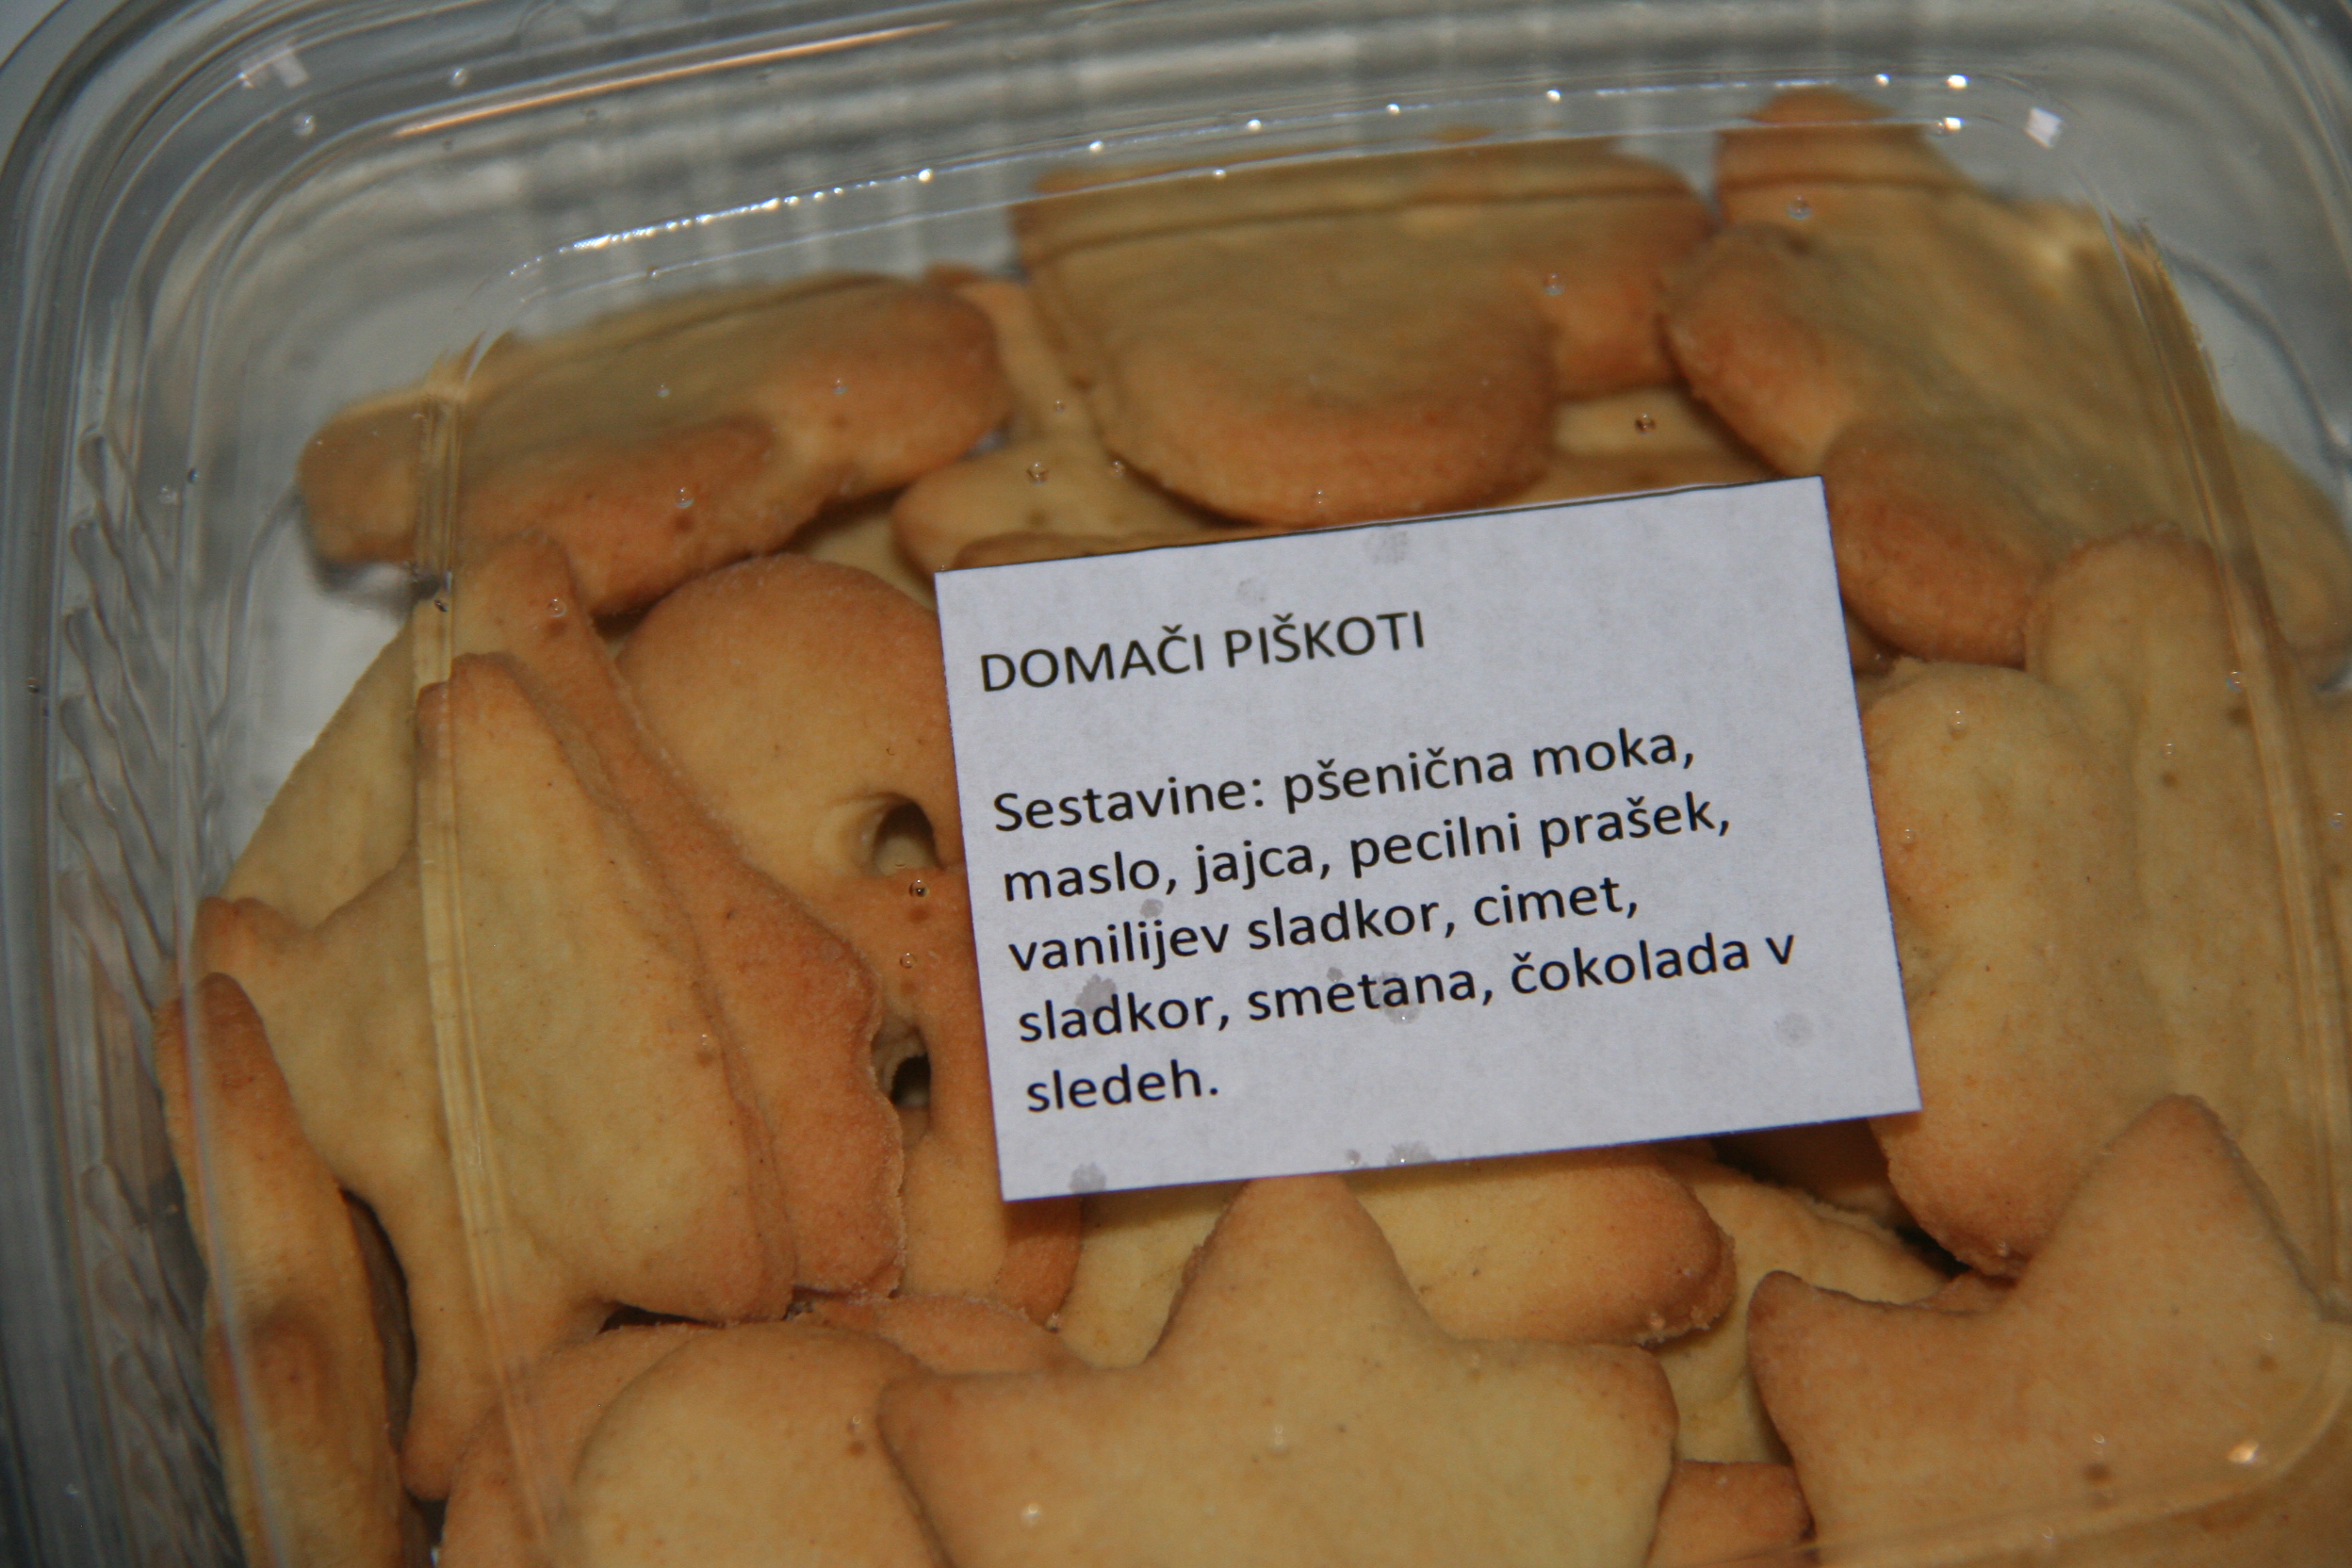 DOMAČI PIŠKOTI
Sestavine: pšenična moka,
maslo, jajca, pecilni prašek,
vanilijev sladkor, cimet,
sladkor, smetana, čokolada v
sledeh.